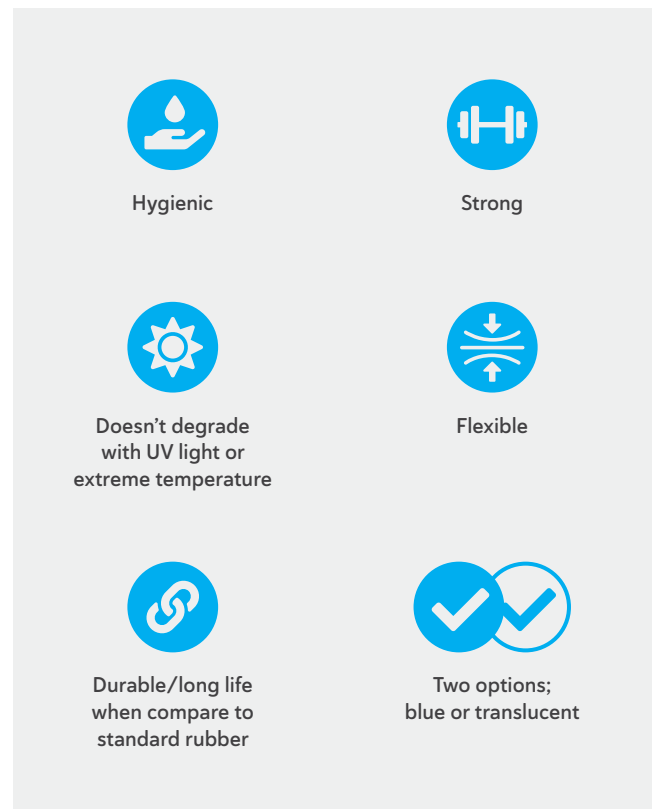 Hygienic
Strong
Doesn’t degrade
with UV light or
extreme temperature
Flexible
Durable/long life
when compare to
standard rubber
Two options;
blue or translucent